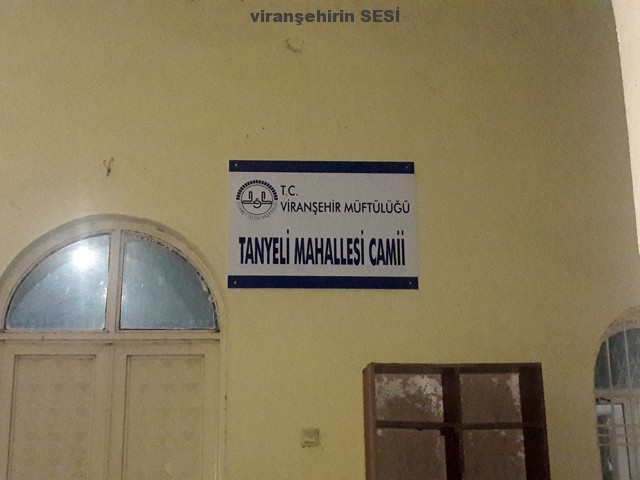 viranşehirin SESİ
T.C.
VİRANŞEHİR MÜFTÜLÜĞÜ
TANYELİ MAHALLESİ CAMİİ